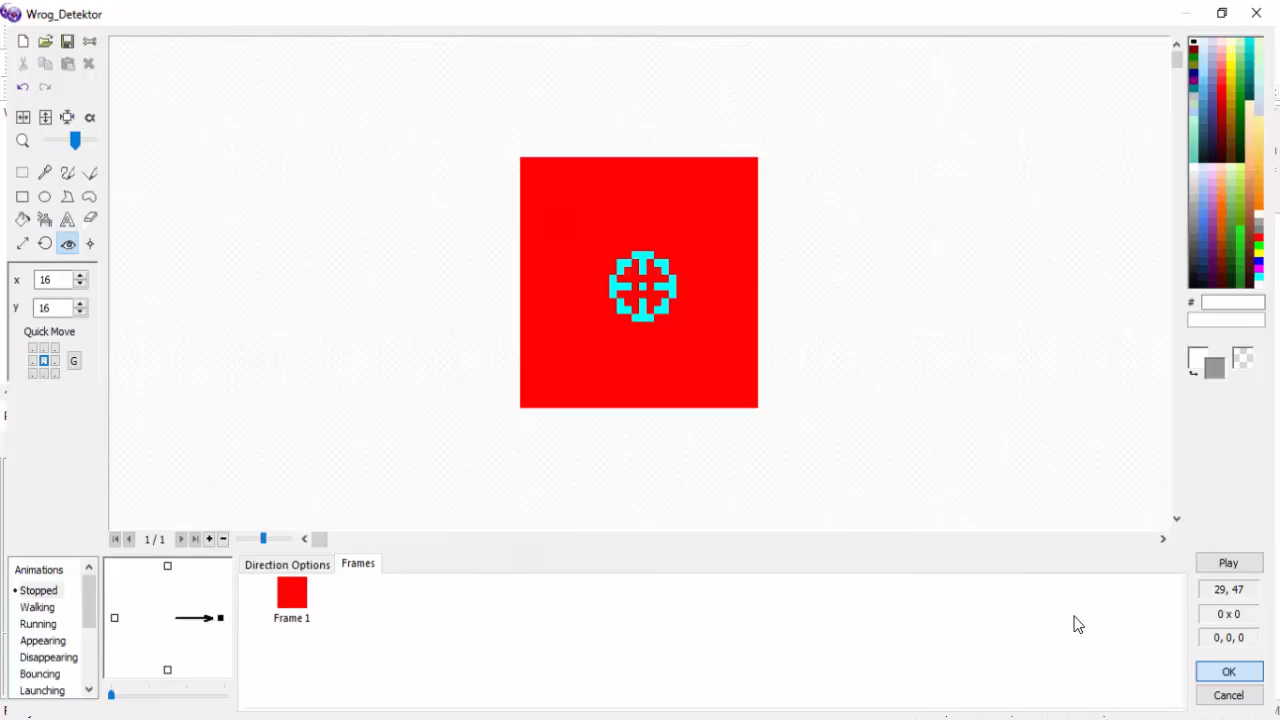 Wrog_Detektor
x 16
y 16
Quick Move
G
#
1 / 1
Animations
Stopped
Walking
Running
Appearing
Disappearing
Bouncing
Launching
Direction Options
Frames
Frame 1
Play
29, 47
0 x 0
0, 0, 0
OK
Cancel